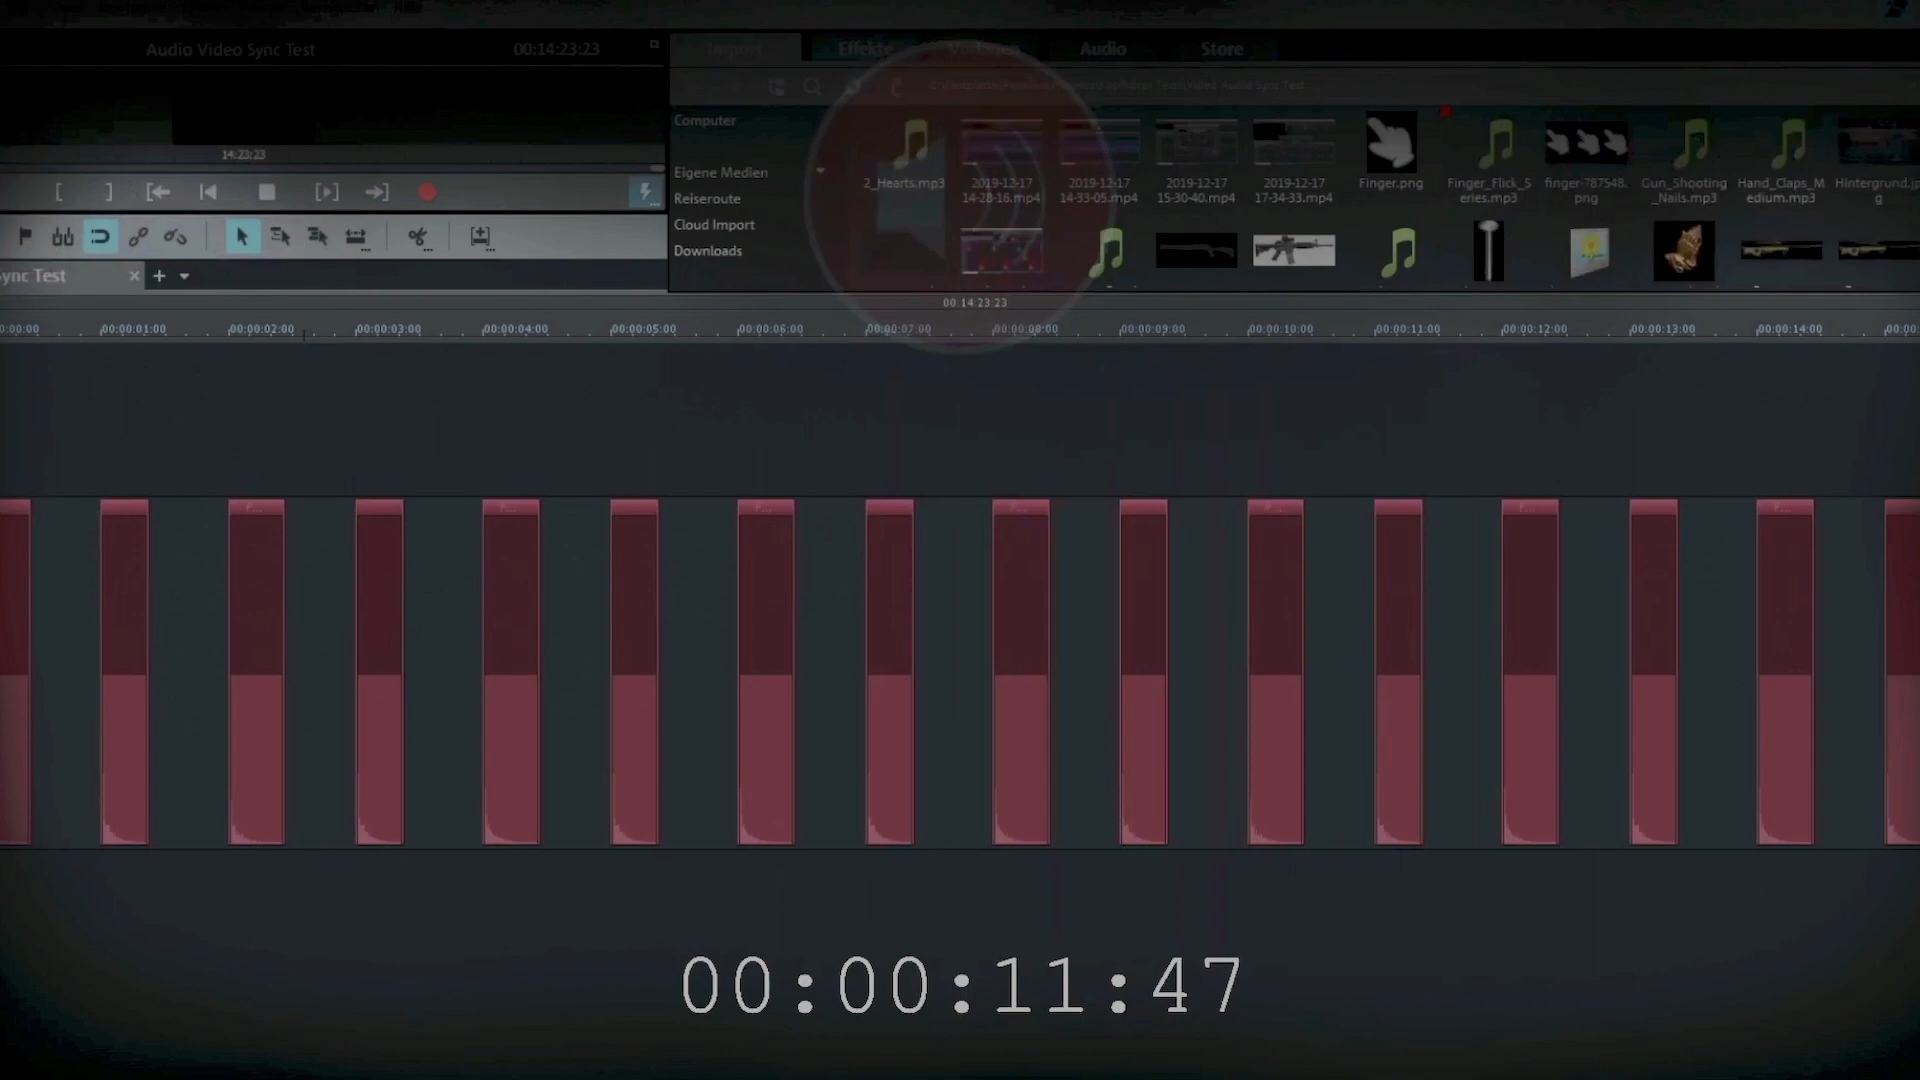 Audio Video Sync Test 00:14:23:23
Import Effekte Vorlagen Audio Store
14:23:23
Computer
Eigene Medien
Reiseroute
Cloud Import
Downloads
2_Hearts.mp3
2019-12-17
14-28-16.mp4
2019-12-17
14-33-05.mp4
2019-12-17
15-30-40.mp4
2019-12-17
17-34-33.mp4
Finger.png
Finger_Flick_S
eries.mp3
finger-787548.
png
Gun_Shooting
_Nails.mp3
Hand_Claps_M
edium.mp3
Hintergrund.jp
g
ync Test
00:14:23:23
0:00:00 00:00:01:00 00:00:02:00 00:00:03:00 00:00:04:00 00:00:05:00 00:00:06:00 00:00:07:00 00:00:08:00 00:00:09:00 00:00:10:00 00:00:11:00 00:00:12:00 00:00:13:00 00:00:14:00 00:00:
F... F... F... F... F... F... F...
00:00:11:47